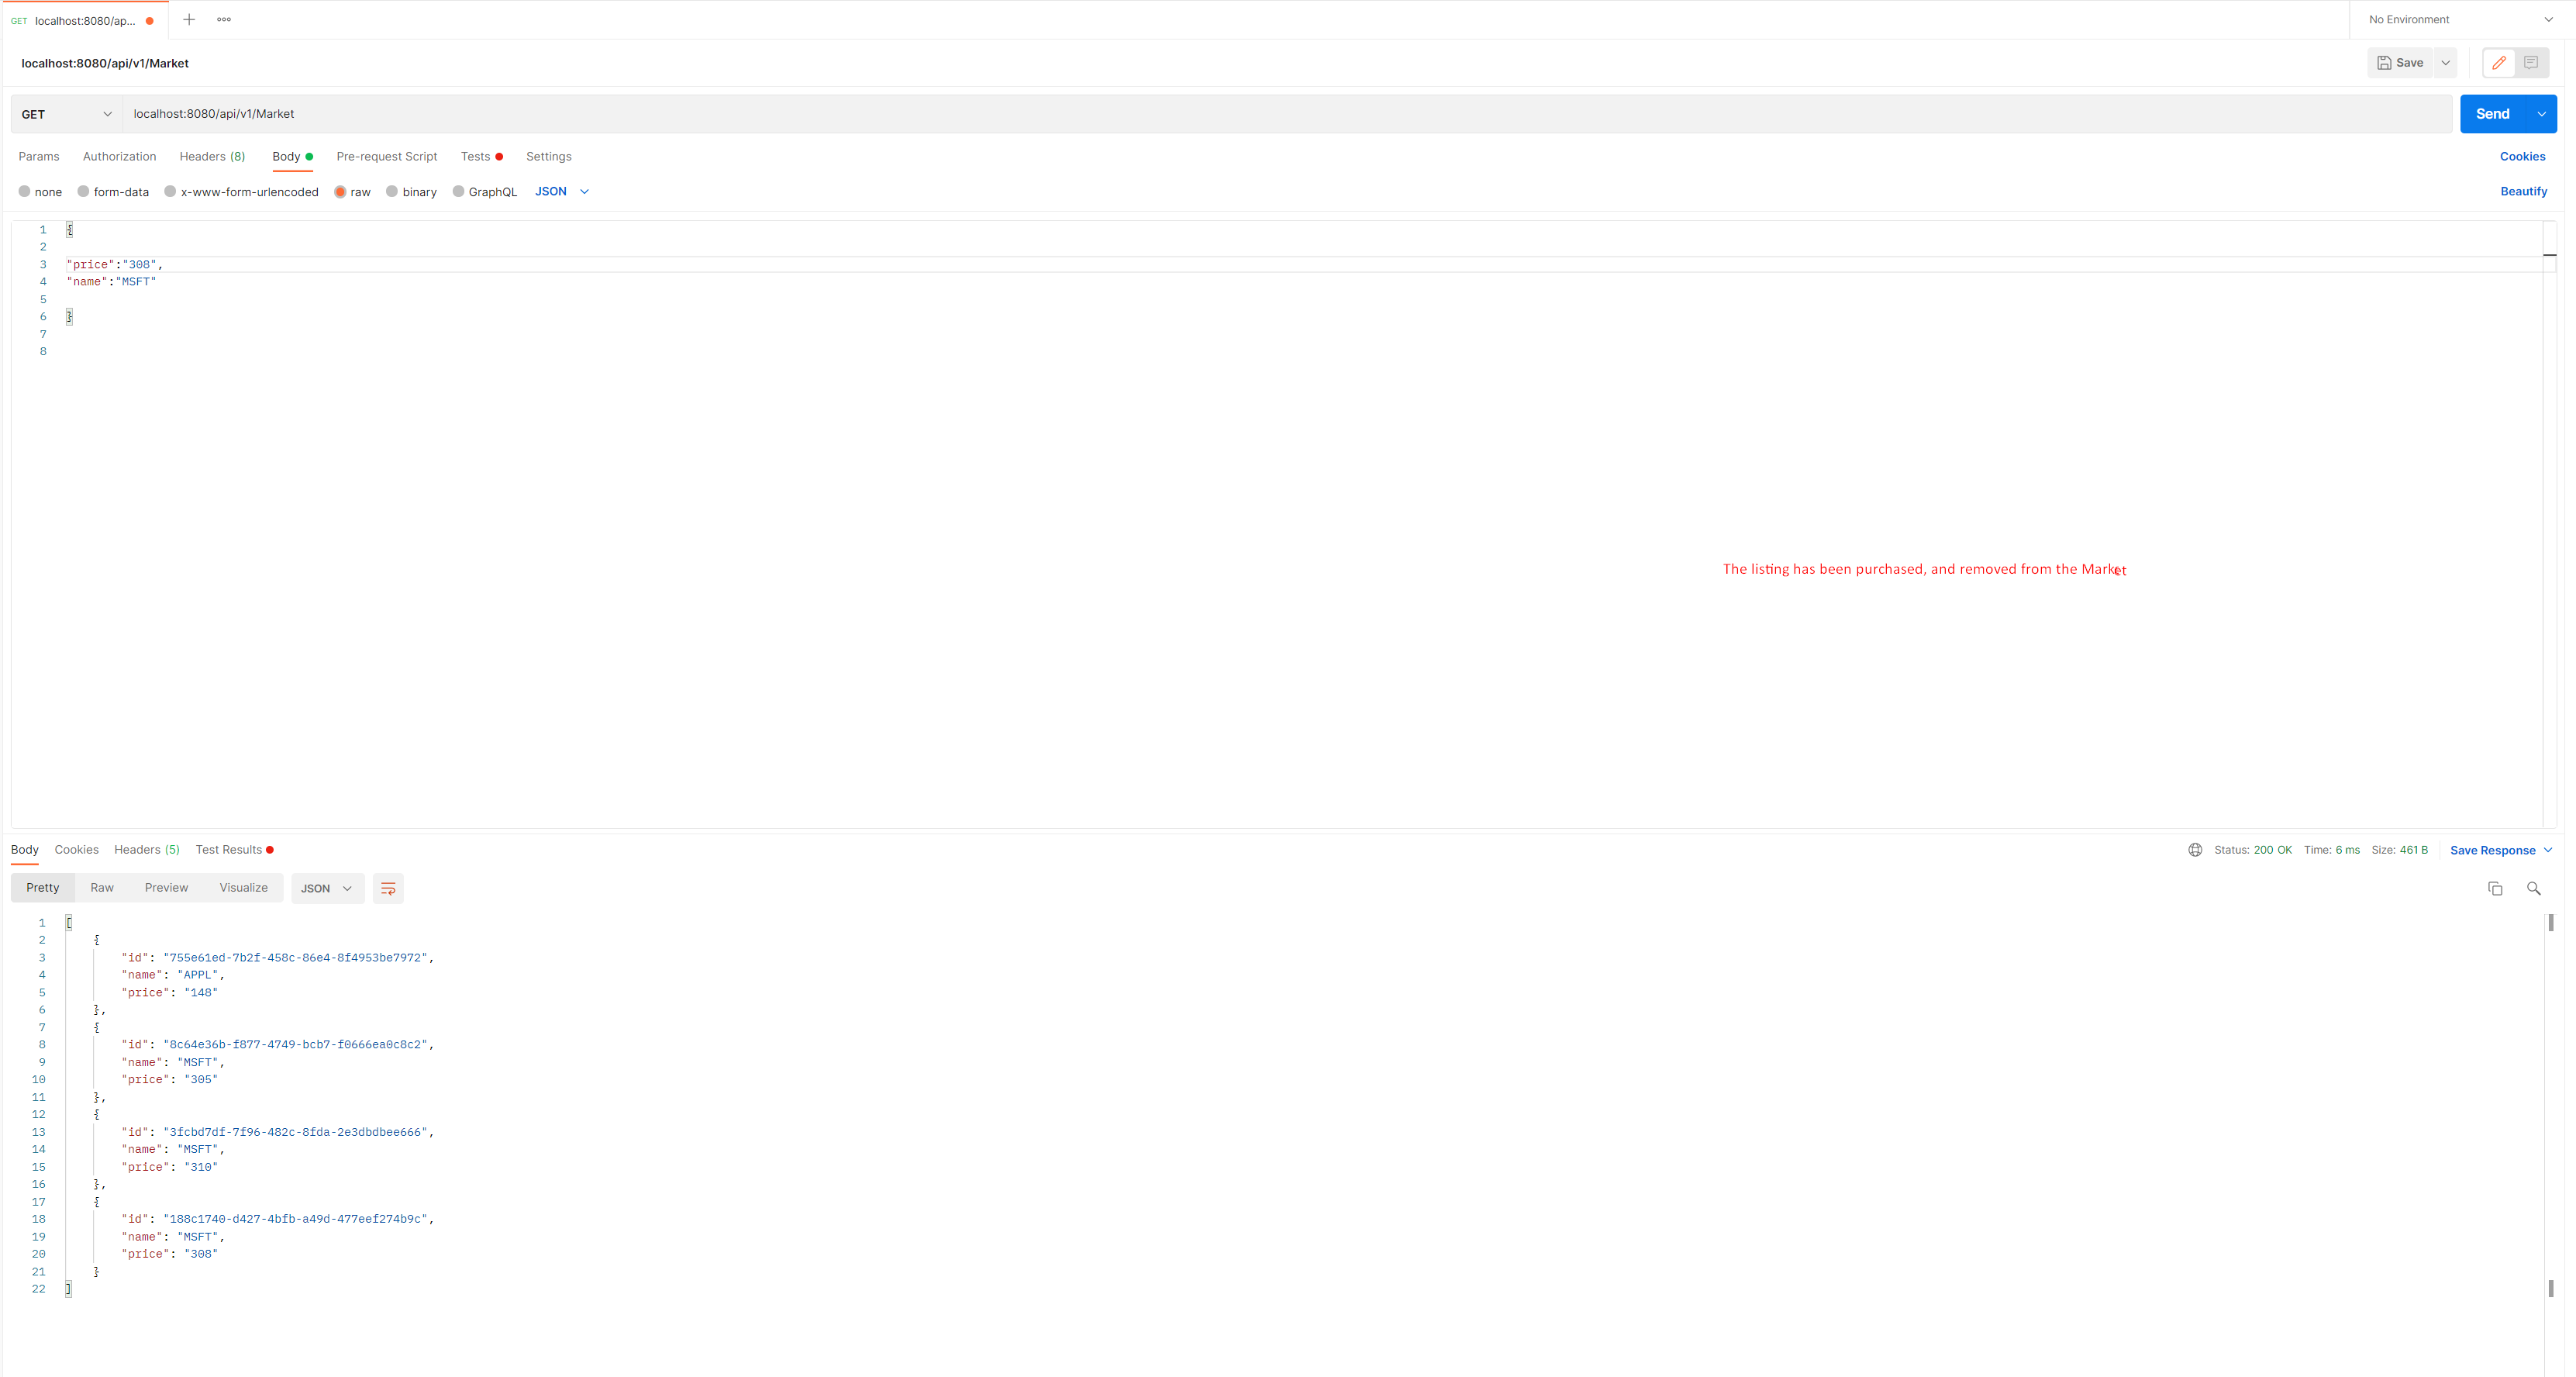 GET localhost:8080/ap...
No Environment
localhost:8080/api/v1/Market
Save
GET localhost:8080/api/v1/Market
Send
Params Authorization Headers (8) Body Pre-request Script Tests Settings
Cookies
none form-data x-www-form-urlencoded raw binary GraphQL JSON
Beautify
1 {
2
3 "price":"308",
4 "name":"MSFT"
5
6 }
7
8
The listing has been purchased, and removed from the Market
Body Cookies Headers (5) Test Results
Status: 200 OK Time: 6 ms Size: 461 B Save Response
Pretty Raw Preview Visualize JSON
1 [
2 {
3 "id": "755e61ed-7b2f-458c-86e4-8f4953be7972",
4 "name": "APPL",
5 "price": "148"
6 },
7 {
8 "id": "8c64e36b-f877-4749-bcb7-f0666ea0c8c2",
9 "name": "MSFT",
10 "price": "305"
11 },
12 {
13 "id": "3fcbd7df-7f96-482c-8fda-2e3dbdbee666",
14 "name": "MSFT",
15 "price": "310"
16 },
17 {
18 "id": "188c1740-d427-4bfb-a49d-477eef274b9c",
19 "name": "MSFT",
20 "price": "308"
21 }
22 ]